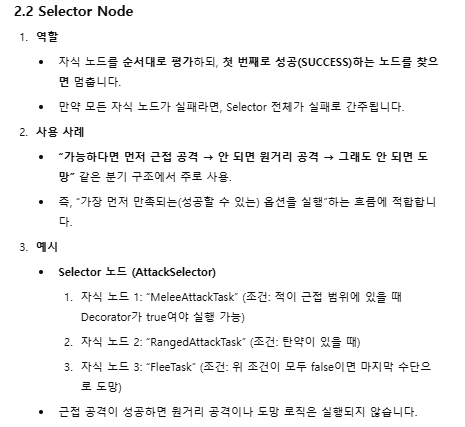 2.2 Selector Node
1. 역할
• 자식 노드를 순서대로 평가하되, 첫 번째로 성공(SUCCESS)하는 노드를 찾으
면 멈춥니다.
• 만약 모든 자식 노드가 실패라면, Selector 전체가 실패로 간주됩니다.
2. 사용 사례
• “가능하다면 먼저 근접 공격 → 안 되면 원거리 공격 → 그래도 안 되면 도
망” 같은 분기 구조에서 주로 사용.
• 즉, “가장 먼저 만족되는(성공할 수 있는) 옵션을 실행”하는 흐름에 적합합니
다.
3. 예시
• Selector 노드 (AttackSelector)
1. 자식 노드 1: “MeleeAttackTask” (조건: 적이 근접 범위에 있을 때
Decorator가 true여야 실행 가능)
2. 자식 노드 2: “RangedAttackTask” (조건: 탄약이 있을 때)
3. 자식 노드 3: “FleeTask” (조건: 위 조건이 모두 false이면 마지막 수단으
로 도망)
• 근접 공격이 성공하면 원거리 공격이나 도망 로직은 실행되지 않습니다.